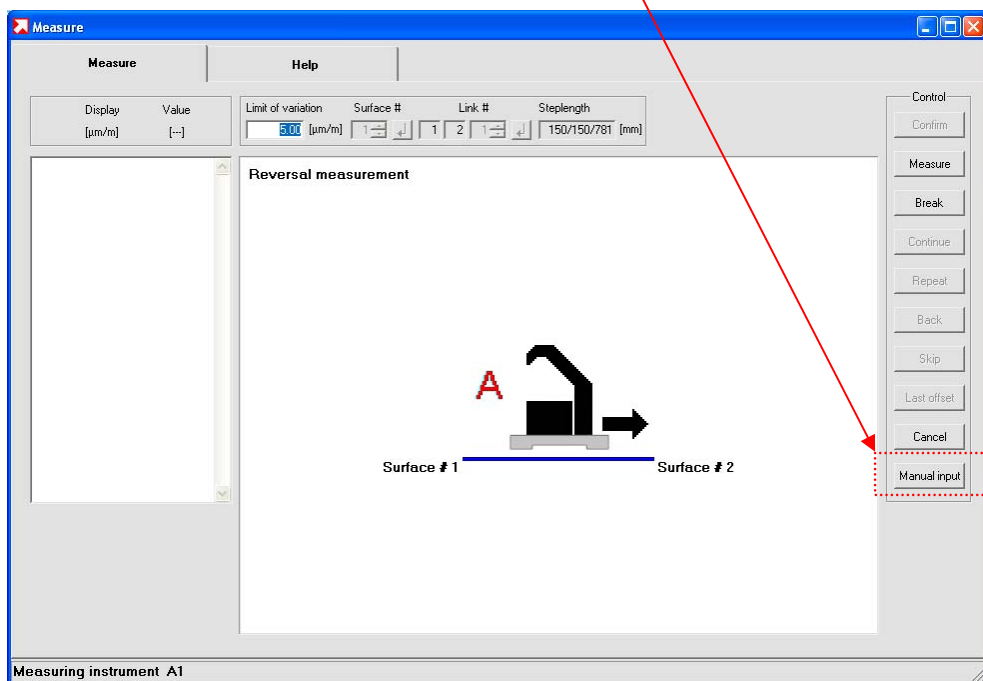 Measure
Measure Help
Display Value
[µm/m] [---]
Limit of variation Surface # Link # Steplength
5.00 [µm/m] 1 1 2 1 150/150/781 [mm]
Control
Confirm
Measure
Break
Continue
Repeat
Back
Skip
Last offset
Cancel
Manual input
Reversal measurement
A
Surface # 1 Surface # 2
Measuring instrument A1